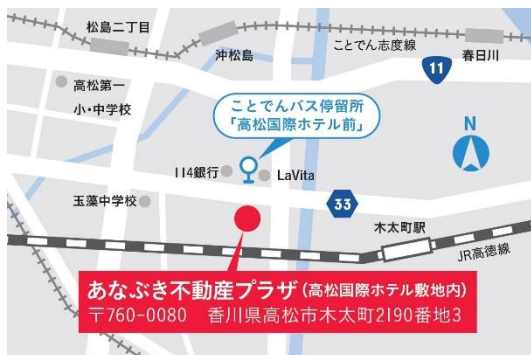 松島二丁目
沖松島
ことでん志度線
春日川
11
高松第一
小・中学校
ことでんバス停留所
「高松国際ホテル前」
N
114銀行
LaVita
玉藻中学校
33
木太町駅
JR高徳線
あなぶき不動産プラザ(高松国際ホテル敷地内)
〒760-0080 香川県高松市木太町2190番地3